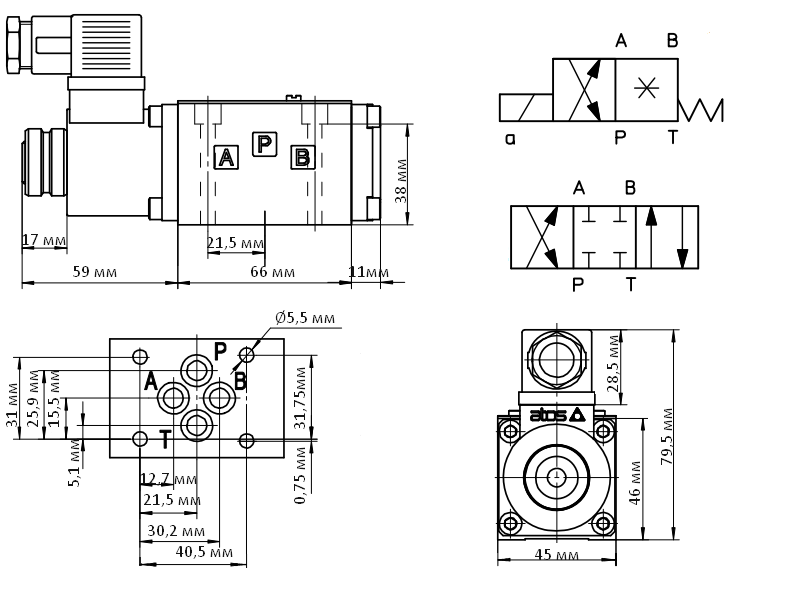 A B
a P T
A B
P T
A P B
38 мм
17 мм
21,5 мм
59 мм
66 мм
11мм
Ø5,5 мм
P
A B
T
31 мм
25,9 мм
15,5 мм
5,1 мм
31,75мм
0,75 мм
12,7 мм
21,5 мм
30,2 мм
40,5 мм
28,5 мм
atos
79,5 мм
46 мм
45 мм